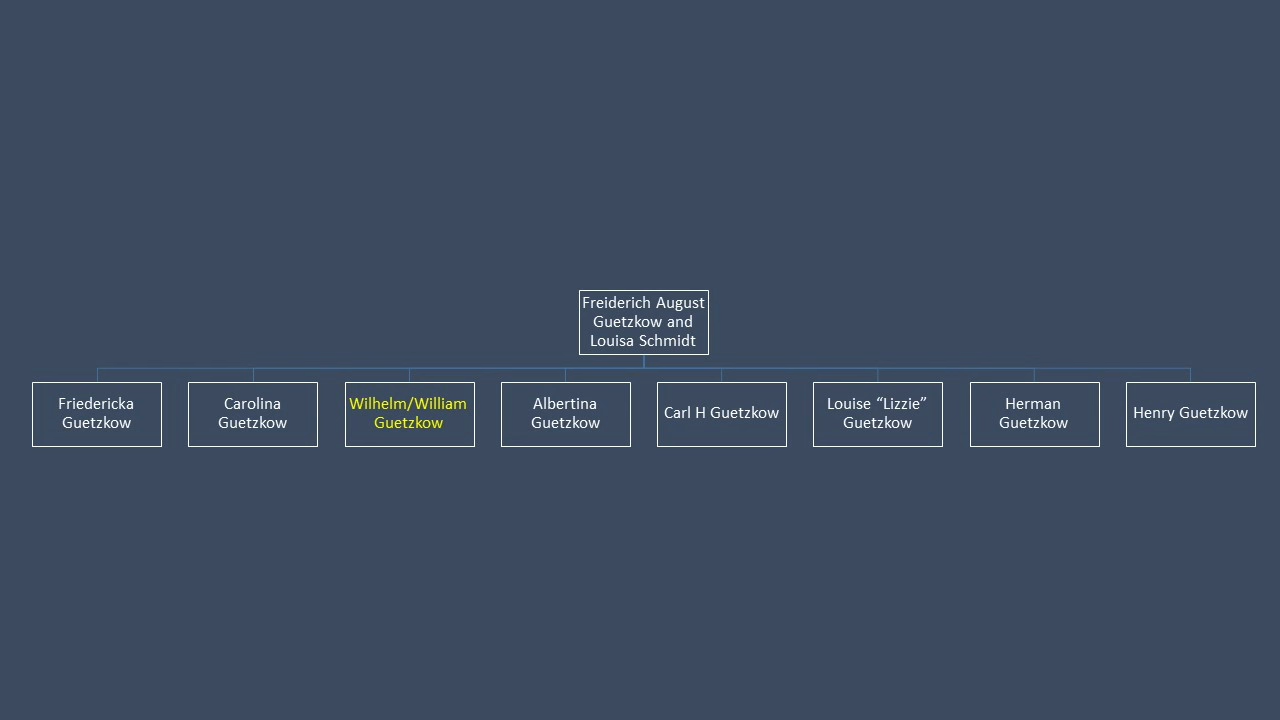 Freiderich August
Guetzkow and
Louisa Schmidt
Friedericka
Guetzkow
Carolina
Guetzkow
Wilhelm/William
Guetzkow
Albertina
Guetzkow
Carl H Guetzkow
Louise “Lizzie”
Guetzkow
Herman
Guetzkow
Henry Guetzkow